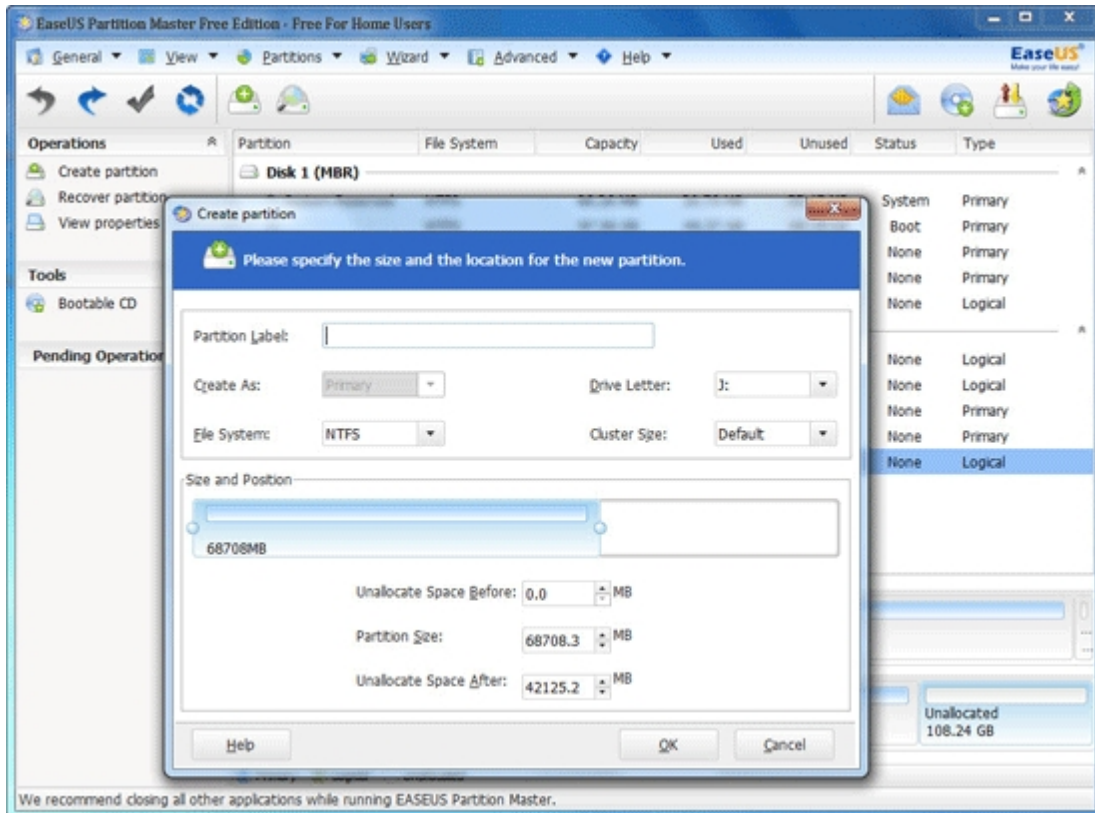 EaseUS Partition Master Free Edition - Free For Home Users
General View Partitions Wizard Advanced Help
EaseUS
Make your life easy!
Operations
Create partition
Recover partition
View properties
Tools
Bootable CD
Pending Operation
Partition File System Capacity Used Unused Status Type
Disk 1 (MBR)
System Primary
Boot Primary
None Primary
None Primary
None Logical
None Logical
None Logical
None Primary
None Primary
None Logical
Create partition
Please specify the size and the location for the new partition.
Partition Label:
Create As: Primary Drive Letter: J:
File System: NTFS Cluster Size: Default
Size and Position
68708MB
Unallocate Space Before: 0.0 MB
Partition Size: 68708.3 MB
Unallocate Space After: 42125.2 MB
Help OK Cancel
Unallocated
108.24 GB
We recommend closing all other applications while running EASEUS Partition Master.